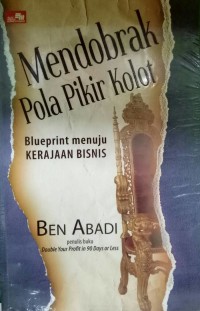 Mendobrak
Pola Pikir Kolot
Blueprint menuju
KERAJAAN BISNIS
BEN ABADI
penulis buku
Double Your Profit in 90 Days or Less